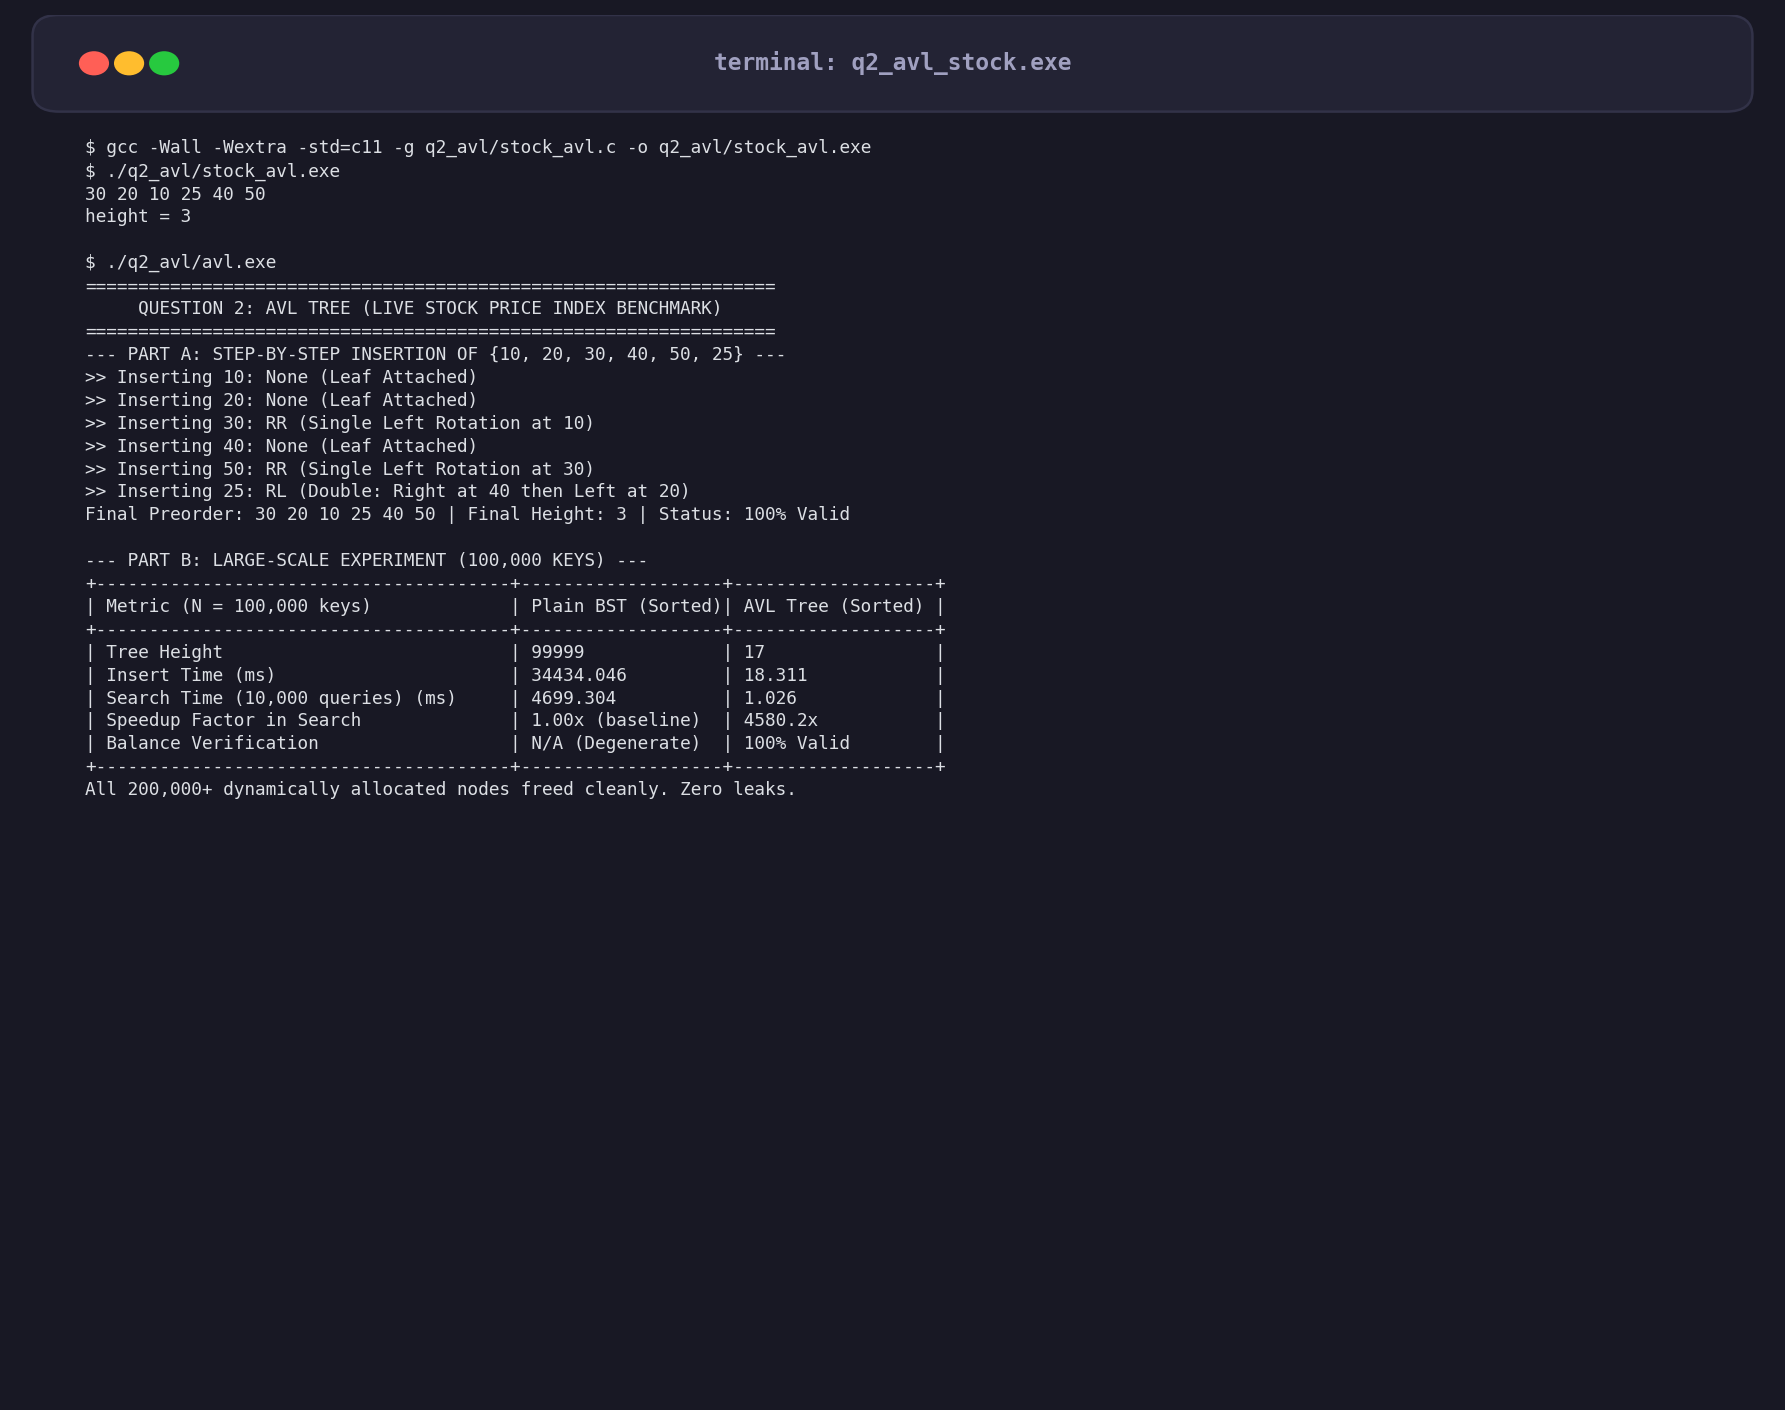 terminal: q2_avl_stock.exe
$ gcc -Wall -Wextra -std=c11 -g q2_avl/stock_avl.c -o q2_avl/stock_avl.exe
$ ./q2_avl/stock_avl.exe
30 20 10 25 40 50
height = 3
$ ./q2_avl/avl.exe
=================================================================
     QUESTION 2: AVL TREE (LIVE STOCK PRICE INDEX BENCHMARK)
=================================================================
--- PART A: STEP-BY-STEP INSERTION OF {10, 20, 30, 40, 50, 25} ---
>> Inserting 10: None (Leaf Attached)
>> Inserting 20: None (Leaf Attached)
>> Inserting 30: RR (Single Left Rotation at 10)
>> Inserting 40: None (Leaf Attached)
>> Inserting 50: RR (Single Left Rotation at 30)
>> Inserting 25: RL (Double: Right at 40 then Left at 20)
Final Preorder: 30 20 10 25 40 50 | Final Height: 3 | Status: 100% Valid
--- PART B: LARGE-SCALE EXPERIMENT (100,000 KEYS) ---
+---------------------------------------+-------------------+-------------------+
| Metric (N = 100,000 keys)             | Plain BST (Sorted)| AVL Tree (Sorted) |
+---------------------------------------+-------------------+-------------------+
| Tree Height                           | 99999             | 17                |
| Insert Time (ms)                      | 34434.046         | 18.311            |
| Search Time (10,000 queries) (ms)     | 4699.304          | 1.026             |
| Speedup Factor in Search              | 1.00x (baseline)  | 4580.2x           |
| Balance Verification                  | N/A (Degenerate)  | 100% Valid        |
+---------------------------------------+-------------------+-------------------+
All 200,000+ dynamically allocated nodes freed cleanly. Zero leaks.